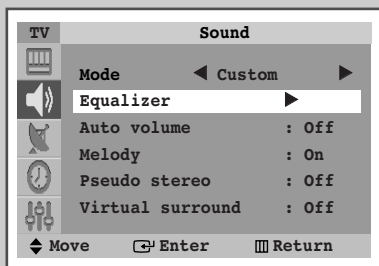 TV Sound
Mode Custom
Equalizer
Auto volume : Off
Melody : On
Pseudo stereo : Off
Virtual surround : Off
Move Enter Return